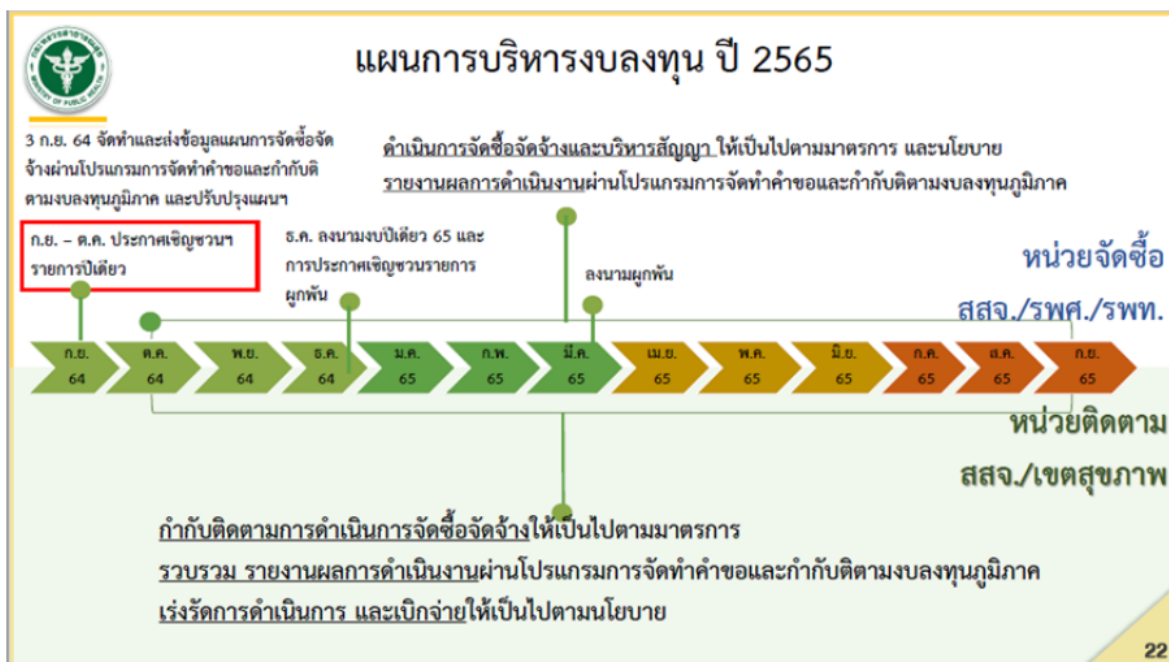 กระทรวงสาธารณสุข
MINISTRY OF PUBLIC HEALTH
แผนการบริหารงบลงทุน ปี 2565
3 ก.ย. 64 จัดทำและส่งข้อมูลแผนการจัดซื้อจัด
จ้างผ่านโปรแกรมการจัดทำคำขอและกำกับติ
ตามงบลงทุนภูมิภาค และปรับปรุงแผนฯ
ดำเนินการจัดซื้อจัดจ้างและบริหารสัญญา ให้เป็นไปตามมาตรการ และนโยบาย
รายงานผลการดำเนินงานผ่านโปรแกรมการจัดทำคำขอและกำกับติตามงบลงทุนภูมิภาค
ก.ย. – ต.ค. ประกาศเชิญชวนฯ
รายการปีเดียว
ธ.ค. ลงนามงบปีเดียว 65 และ
การประกาศเชิญชวนรายการ
ผูกพัน
ลงนามผูกพัน
หน่วยจัดซื้อ
สสจ./รพศ./รพท.
ก.ย. ต.ค. พ.ย. ธ.ค. ม.ค. ก.พ. มี.ค. เม.ย. พ.ค. มิ.ย. ก.ค. ส.ค. ก.ย.
64 64 64 64 65 65 65 65 65 65 65 65 65
หน่วยติดตาม
สสจ./เขตสุขภาพ
กำกับติดตามการดำเนินการจัดซื้อจัดจ้างให้เป็นไปตามมาตรการ
รวบรวม รายงานผลการดำเนินงานผ่านโปรแกรมการจัดทำคำขอและกำกับติตามงบลงทุนภูมิภาค
เร่งรัดการดำเนินการ และเบิกจ่ายให้เป็นไปตามนโยบาย
22